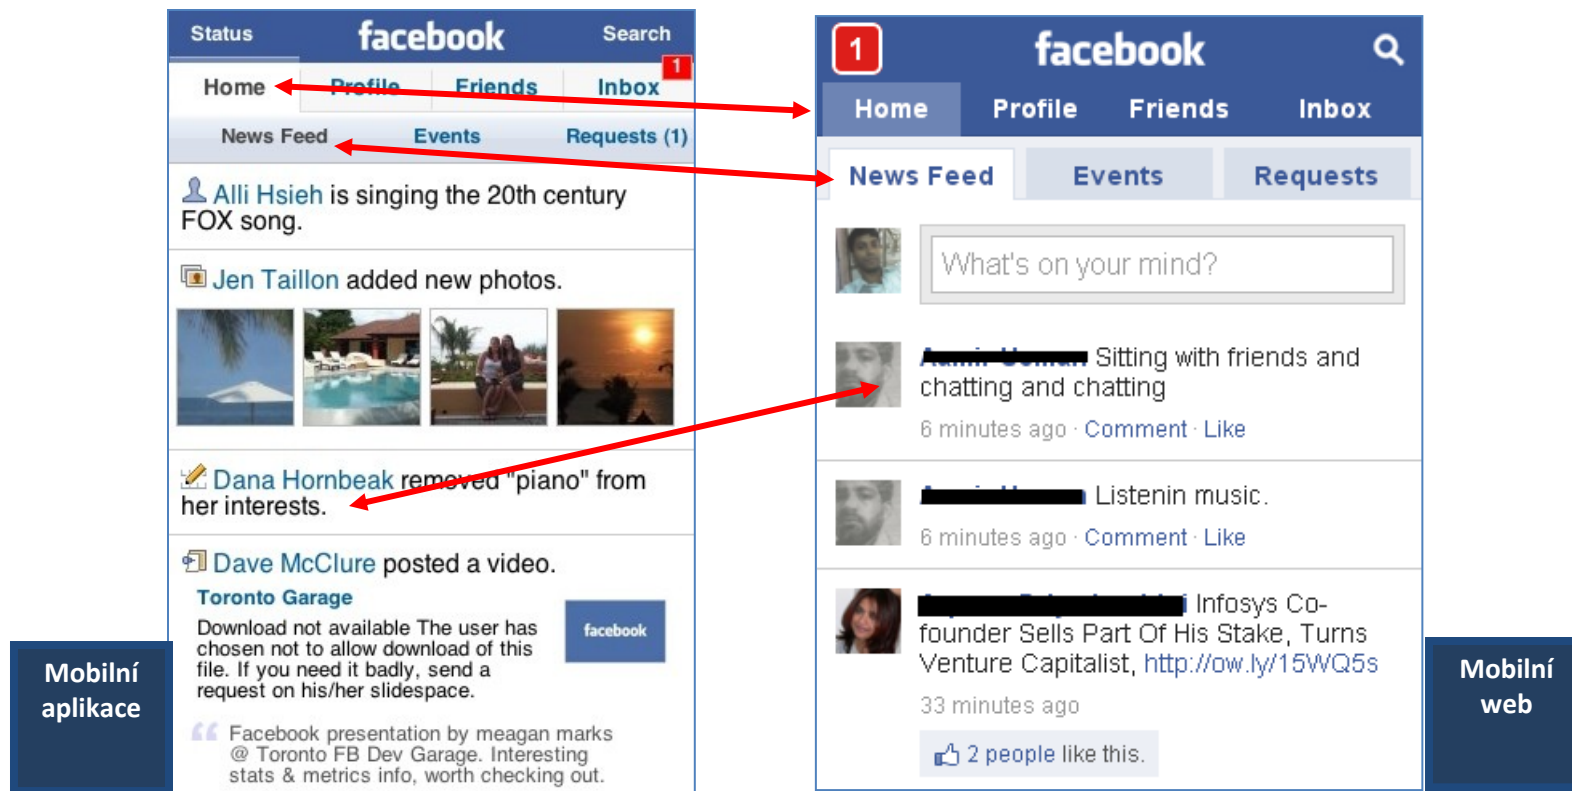 Status facebook Search
1
Home Profile Friends Inbox
News Feed Events Requests (1)
Alli Hsieh is singing the 20th century
FOX song.
Jen Taillon added new photos.
Dana Hornbeak removed "piano" from
her interests.
Dave McClure posted a video.
Toronto Garage
Download not available The user has
chosen not to allow download of this
file. If you need it badly, send a
request on his/her slidespace.
facebook
Facebook presentation by meagan marks
@ Toronto FB Dev Garage. Interesting
stats & metrics info, worth checking out.
Mobilní
aplikace
1 facebook
Home Profile Friends Inbox
News Feed Events Requests
What's on your mind?
Sitting with friends and
chatting and chatting
6 minutes ago · Comment · Like
Listenin music.
6 minutes ago · Comment · Like
Infosys Co-
founder Sells Part Of His Stake, Turns
Venture Capitalist, http://ow.ly/15WQ5s
33 minutes ago
2 people like this.
Mobilní
web